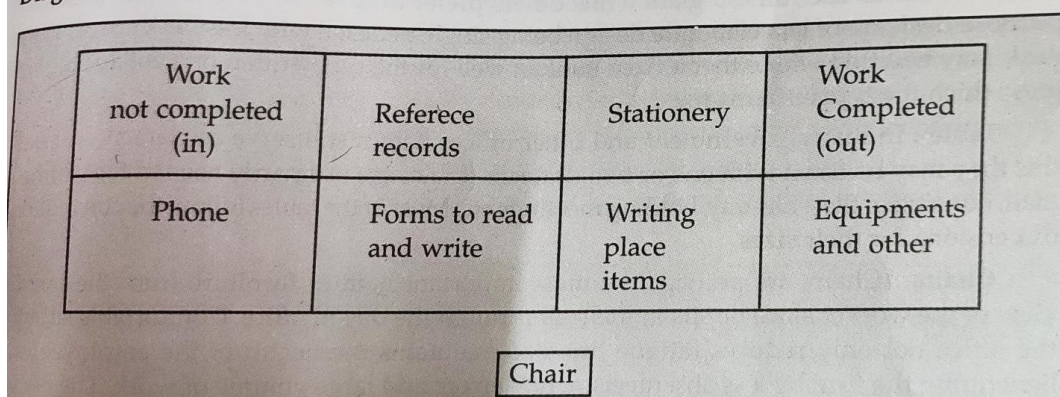 Work
not completed
(in)
Referece
records
Stationery
Work
Completed
(out)
Phone
Forms to read
and write
Writing
place
items
Equipments
and other
Chair